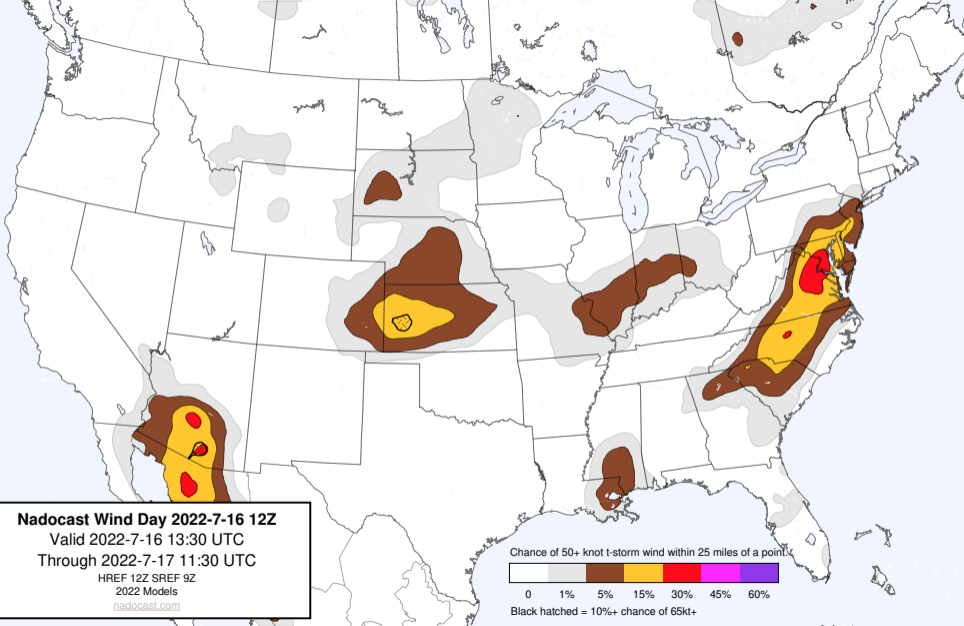 Nadocast Wind Day 2022-7-16 12Z
Valid 2022-7-16 13:30 UTC
Through 2022-7-17 11:30 UTC
HREF 12Z SREF 9Z
2022 Models
nadocast.com
Chance of 50+ knot t-storm wind within 25 miles of a point.
0 1% 5% 15% 30% 45% 60%
Black hatched = 10%+ chance of 65kt+